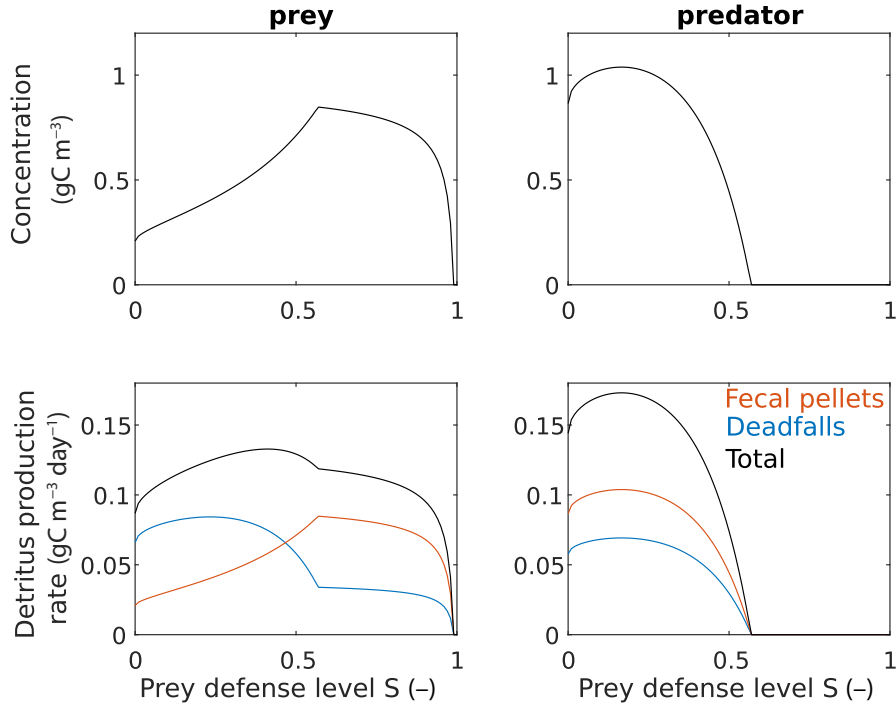 prey
predator
Concentration
(gC m⁻³)
1
0.5
0
0
0.5
1
1
0.5
0
0
0.5
1
Detritus production
rate (gC m⁻³ day⁻¹)
0.15
0.1
0.05
0
0
0.5
1
Prey defense level S (–)
0.15
0.1
0.05
0
Fecal pellets
Deadfalls
Total
0
0.5
1
Prey defense level S (–)